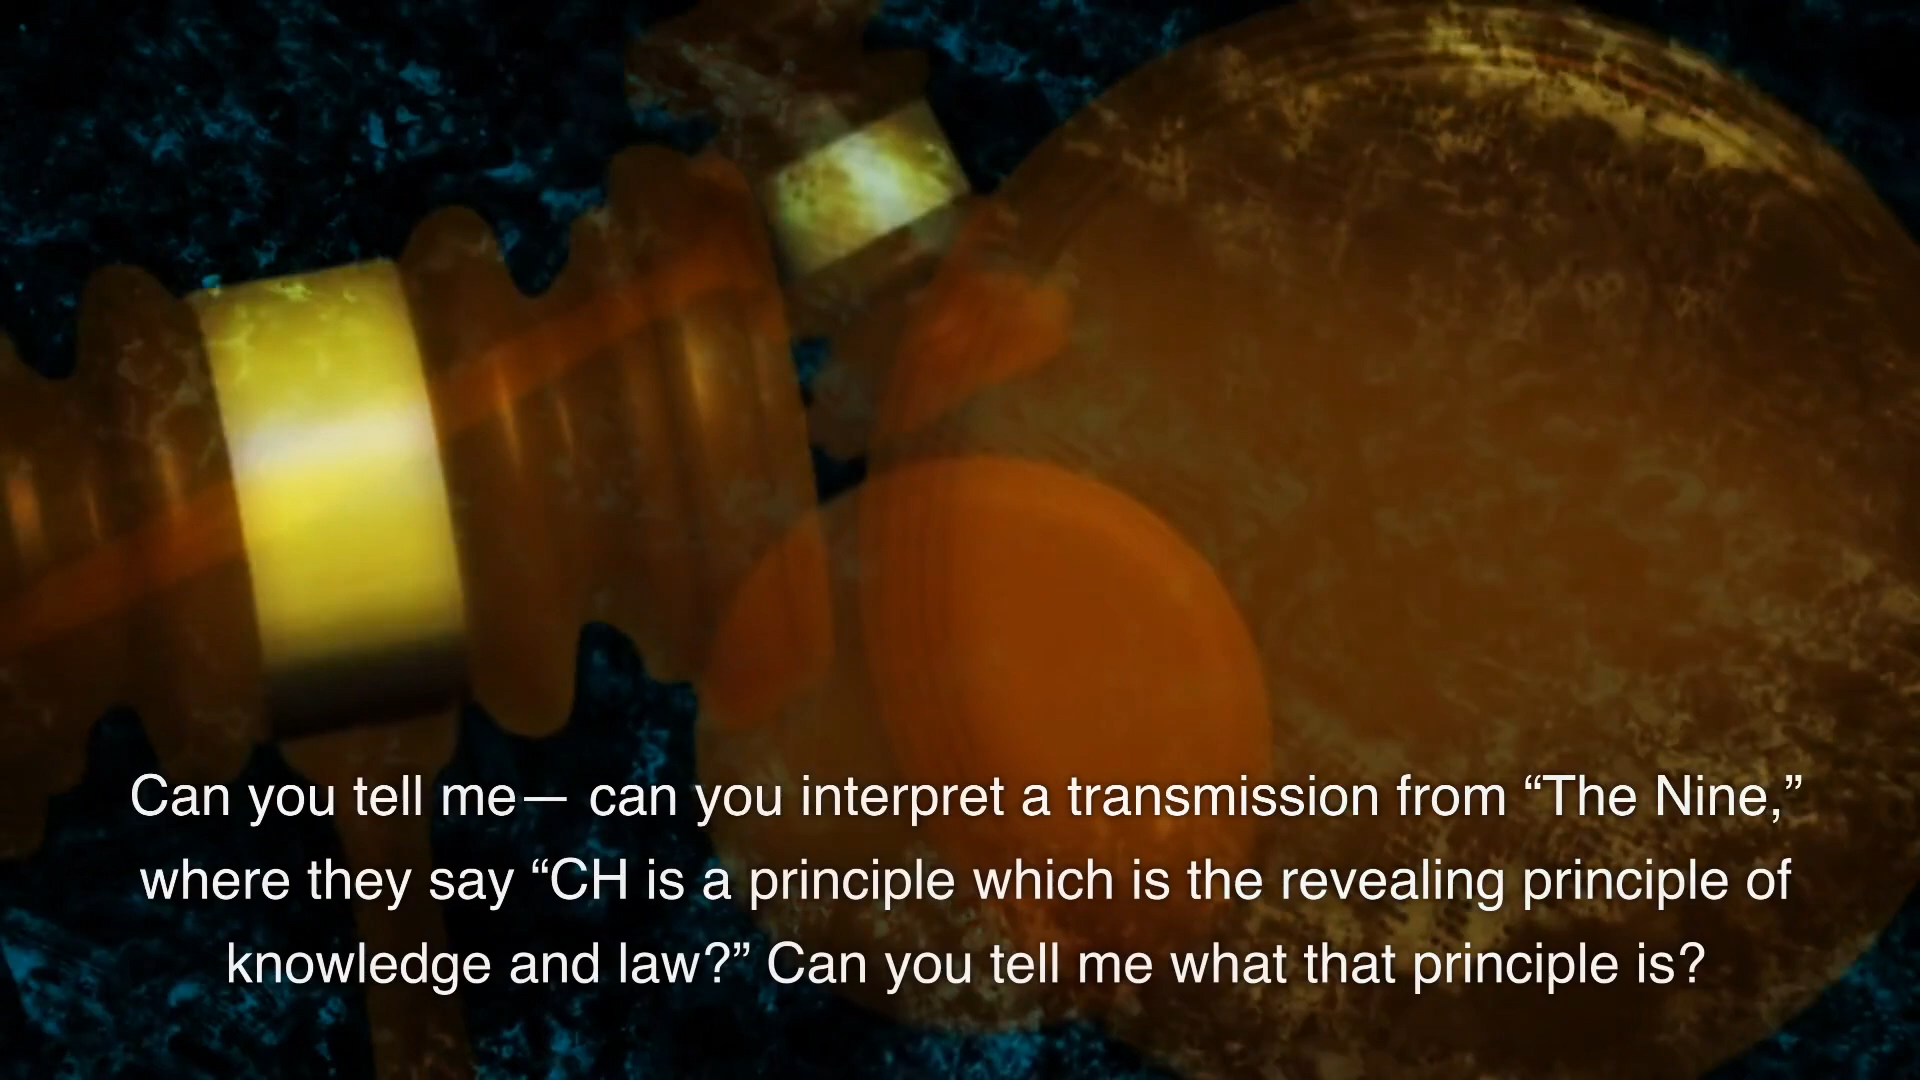 Can you tell me— can you interpret a transmission from “The Nine,”
where they say “CH is a principle which is the revealing principle of
knowledge and law?” Can you tell me what that principle is?